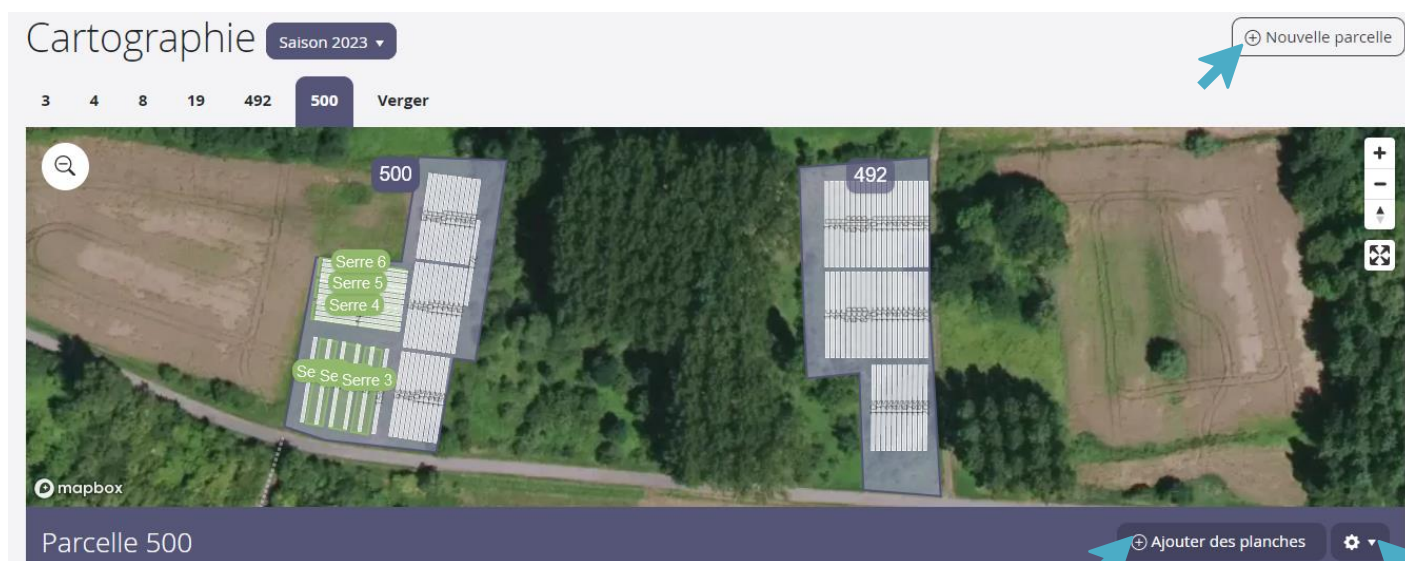 Cartographie
Saison 2023
Nouvelle parcelle
3 4 8 19 492 500 Verger
500
492
Serre 6
Serre 5
Serre 4
Se Se Serre 3
mapbox
Parcelle 500
Ajouter des planches